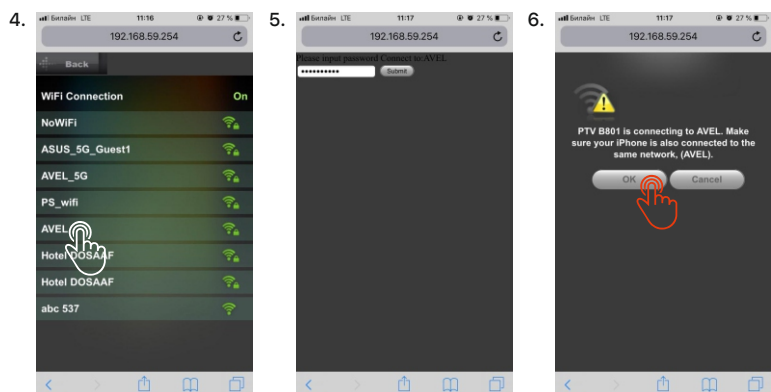 4.
Билайн LTE 11:16 27 %
192.168.59.254
Back
WiFi Connection On
NoWiFi
ASUS_5G_Guest1
AVEL_5G
PS_wifi
AVEL
Hotel DOSAAF
Hotel DOSAAF
abc 537
5.
Билайн LTE 11:17 27 %
192.168.59.254
Please input password Connect to:AVEL
•••••••••• Submit
6.
Билайн LTE 11:17 27 %
192.168.59.254
PTV B801 is connecting to AVEL. Make
sure your iPhone is also connected to the
same network, (AVEL).
OK Cancel